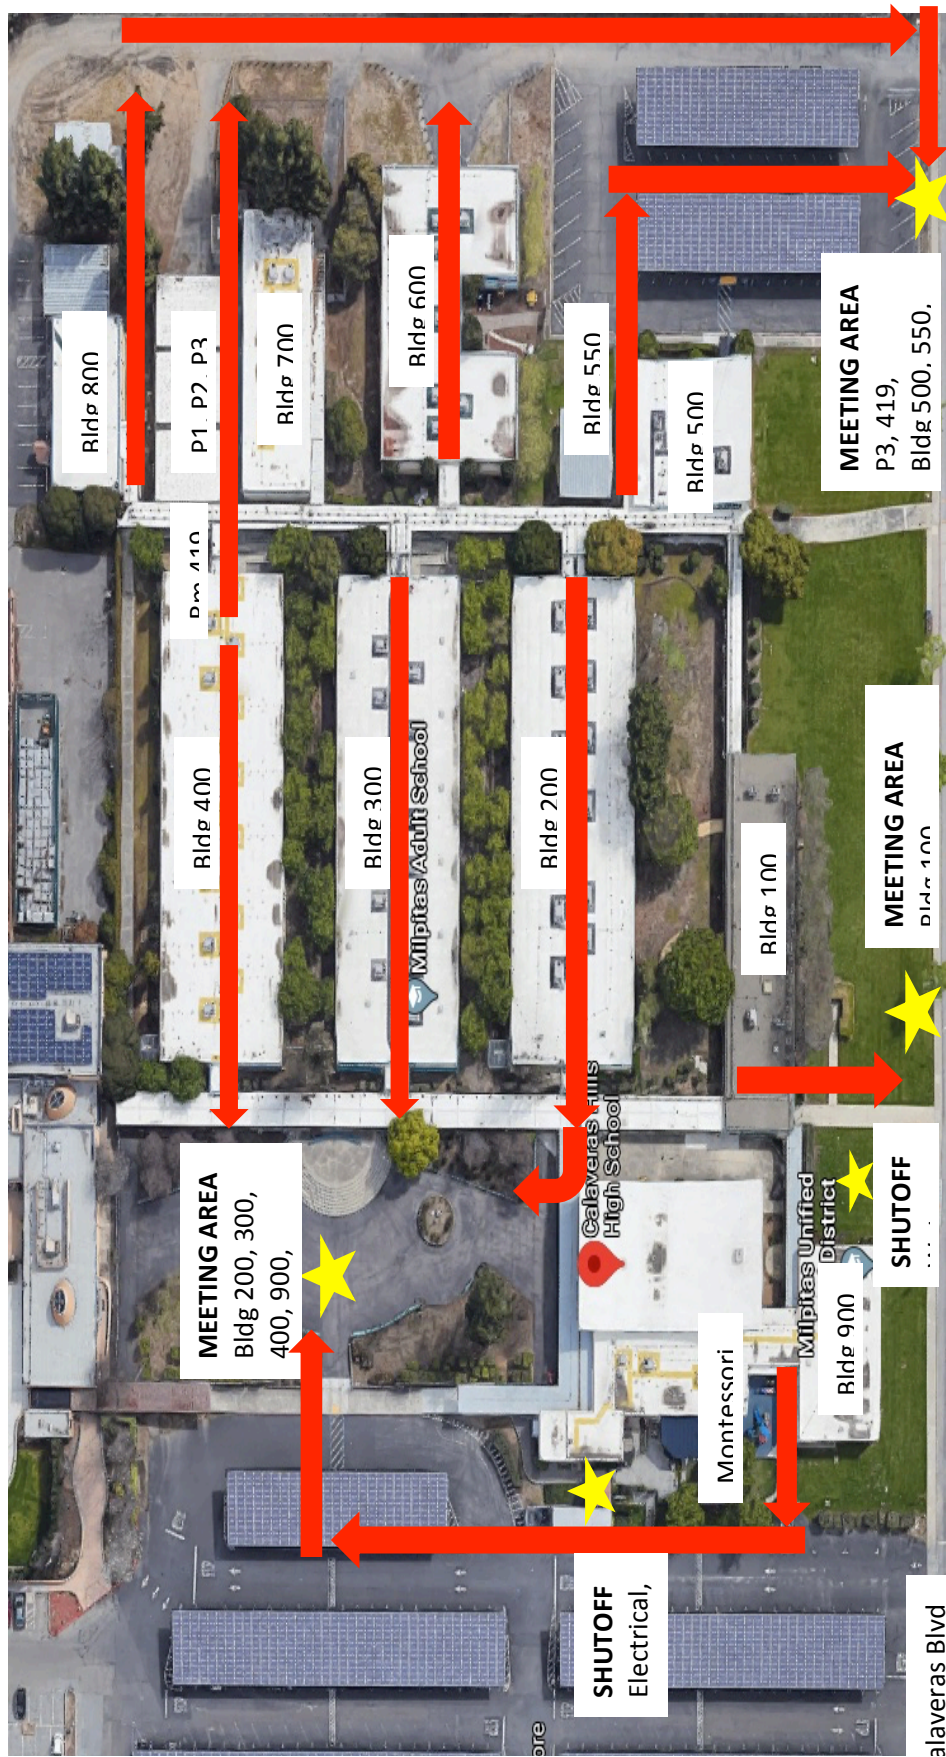 Bldg 800
P1, P2, P3
Bldg 700
Bldg 600
Bldg 550
Bldg 500
MEETING AREA
P3, 419,
Bldg 500, 550,
Rm 419
Bldg 400
Bldg 300
Milpitas Adult School
Bldg 200
Bldg 100
MEETING AREA
Bldg 100
MEETING AREA
Bldg 200, 300,
400, 900,
Calaveras Hills
High School
Milpitas Unified
District
SHUTOFF
Bldg 900
Montessori
SHUTOFF
Electrical,
alaveras Blvd
ore